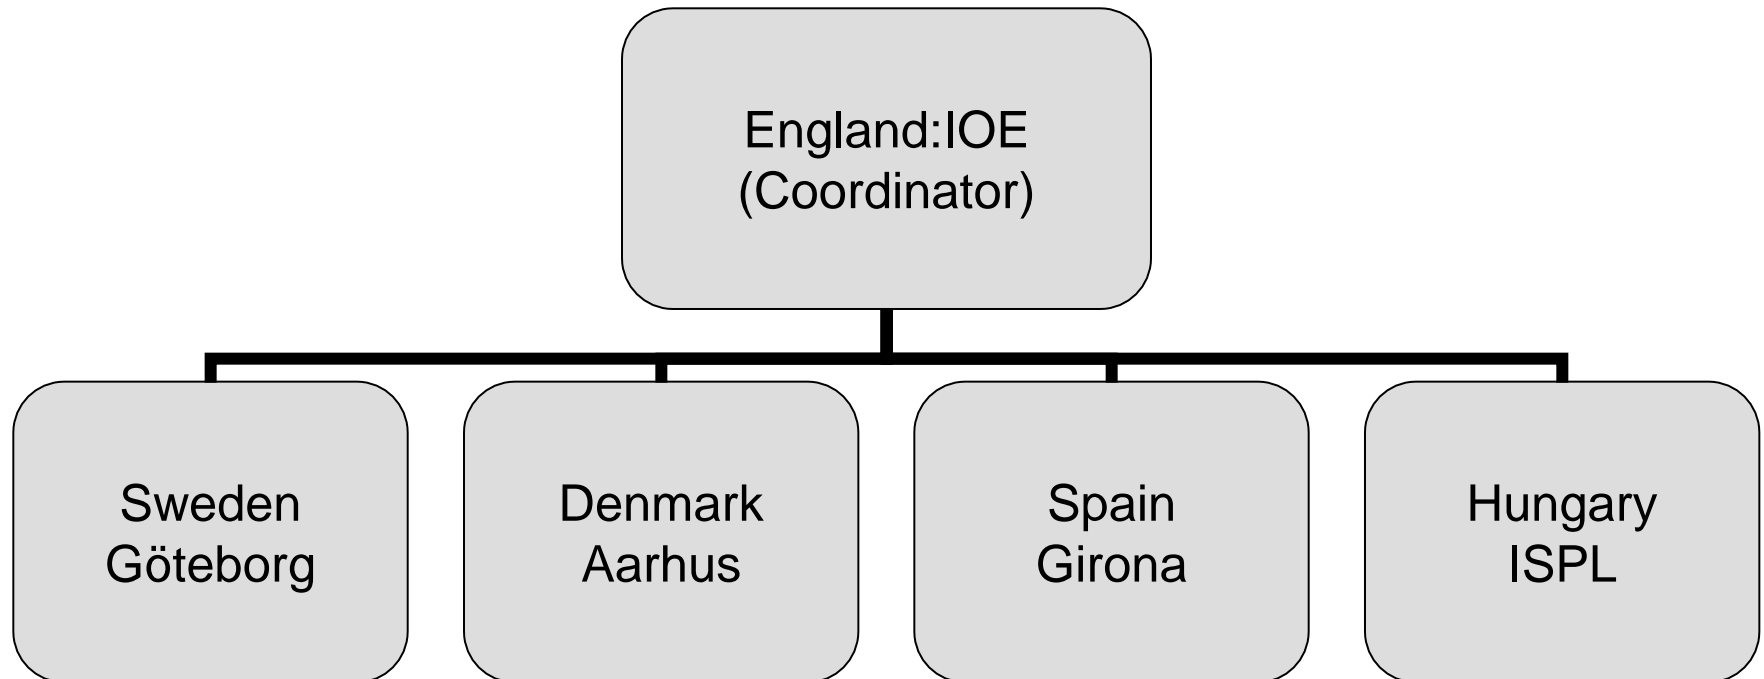 England:IOE
(Coordinator)
Sweden
Göteborg
Denmark
Aarhus
Spain
Girona
Hungary
ISPL